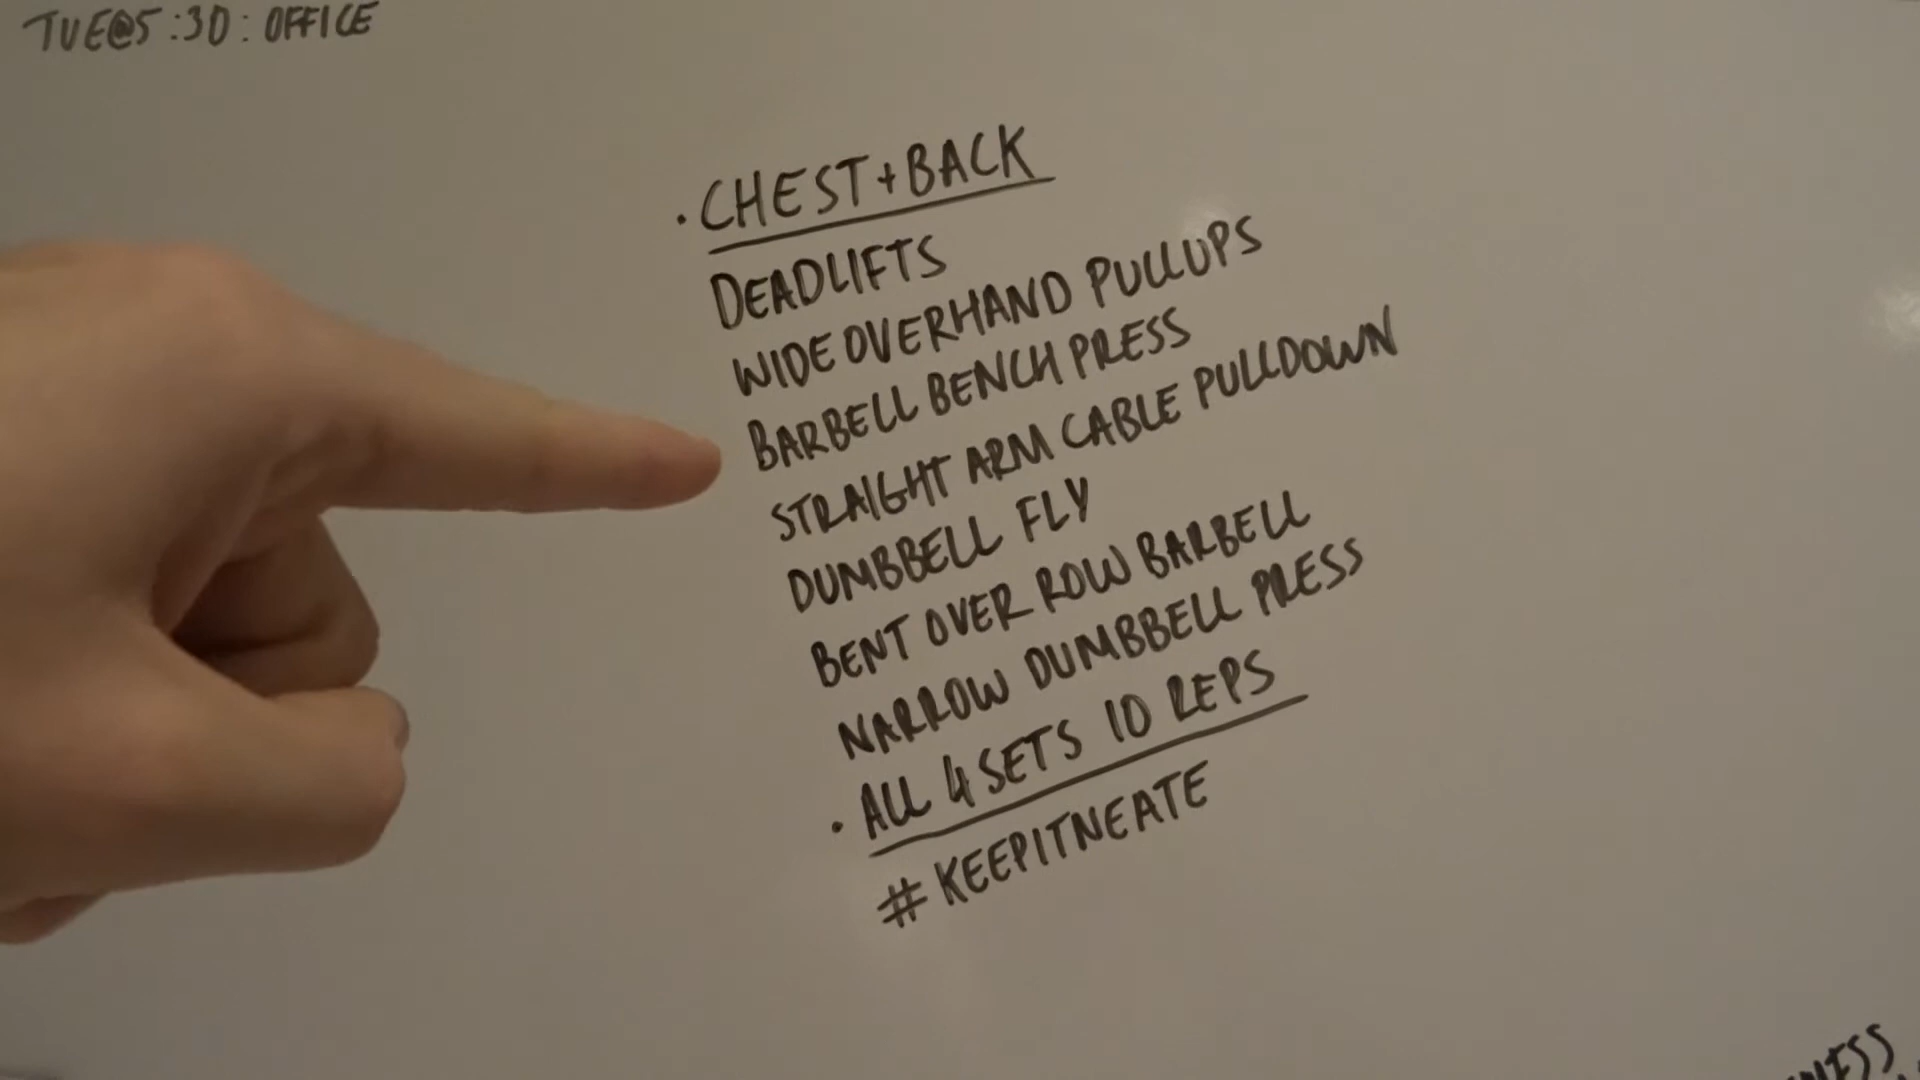 TUE@5:30: OFFICE
· CHEST + BACK
DEADLIFTS
WIDE OVERHAND PULLUPS
BARBELL BENCH PRESS
STRAIGHT ARM CABLE PULLDOWN
DUMBBELL FLY
BENT OVER ROW BARBELL
NARROW DUMBBELL PRESS
· ALL 4 SETS 10 REPS
#KEEPITNEATE